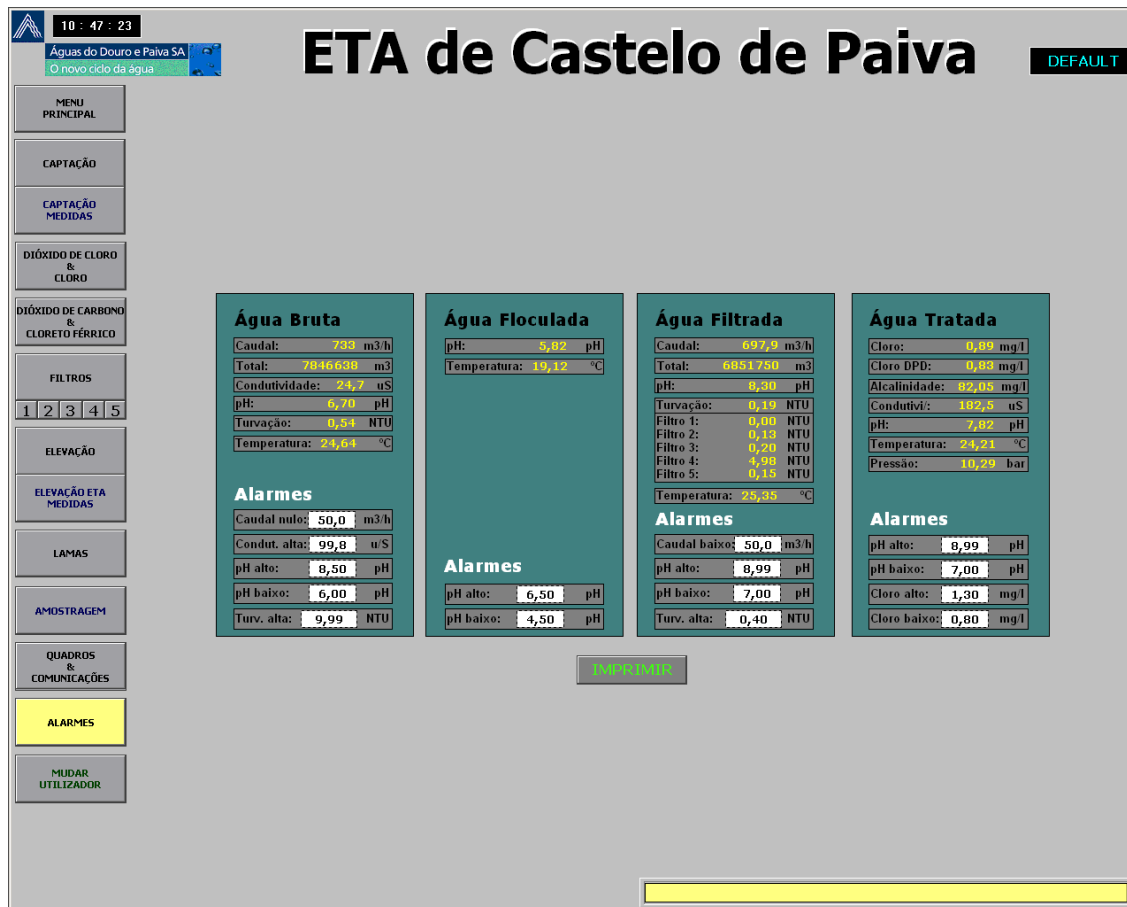 10 : 47 : 23
Águas do Douro e Paiva SA
O novo ciclo da água
ETA de Castelo de Paiva
DEFAULT
MENU
PRINCIPAL
CAPTAÇÃO
CAPTAÇÃO
MEDIDAS
DIÓXIDO DE CLORO
&
CLORO
DIÓXIDO DE CARBONO
&
CLORETO FÉRRICO
FILTROS
1 2 3 4 5
ELEVAÇÃO
ELEVAÇÃO ETA
MEDIDAS
LAMAS
AMOSTRAGEM
QUADROS
&
COMUNICAÇÕES
ALARMES
MUDAR
UTILIZADOR
Água Bruta
Caudal: 733 m3/h
Total: 7846638 m3
Condutividade: 24,7 uS
pH: 6,70 pH
Turvação: 0,54 NTU
Temperatura: 24,64 °C
Alarmes
Caudal nulo: 50,0 m3/h
Condut. alta: 99,8 u/S
pH alto: 8,50 pH
pH baixo: 6,00 pH
Turv. alta: 9,99 NTU
Água Floculada
pH: 5,82 pH
Temperatura: 19,12 °C
Alarmes
pH alto: 6,50 pH
pH baixo: 4,50 pH
Água Filtrada
Caudal: 697,9 m3/h
Total: 6851750 m3
pH: 8,30 pH
Turvação: 0,19 NTU
Filtro 1: 0,00 NTU
Filtro 2: 0,13 NTU
Filtro 3: 0,20 NTU
Filtro 4: 4,98 NTU
Filtro 5: 0,15 NTU
Temperatura: 25,35 °C
Alarmes
Caudal baixo: 50,0 m3/h
pH alto: 8,99 pH
pH baixo: 7,00 pH
Turv. alta: 0,40 NTU
Água Tratada
Cloro: 0,89 mg/l
Cloro DPD: 0,83 mg/l
Alcalinidade: 82,05 mg/l
Condutivi/: 182,5 uS
pH: 7,82 pH
Temperatura: 24,21 °C
Pressão: 10,29 bar
Alarmes
pH alto: 8,99 pH
pH baixo: 7,00 pH
Cloro alto: 1,30 mg/l
Cloro baixo: 0,80 mg/l
IMPRIMIR